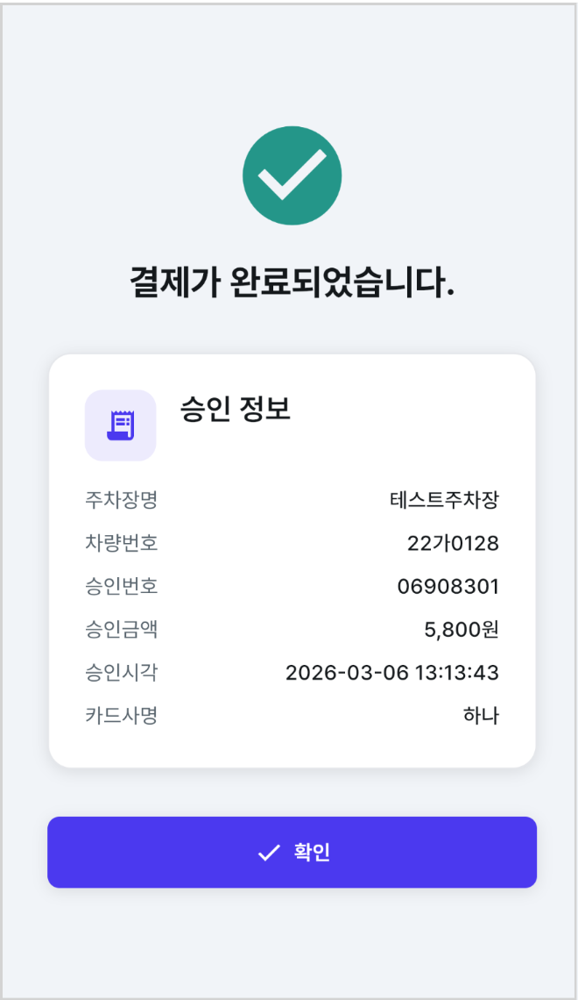 결제가 완료되었습니다.
승인 정보
주차장명 테스트주차장
차량번호 22가0128
승인번호 06908301
승인금액 5,800원
승인시각 2026-03-06 13:13:43
카드사명 하나
확인